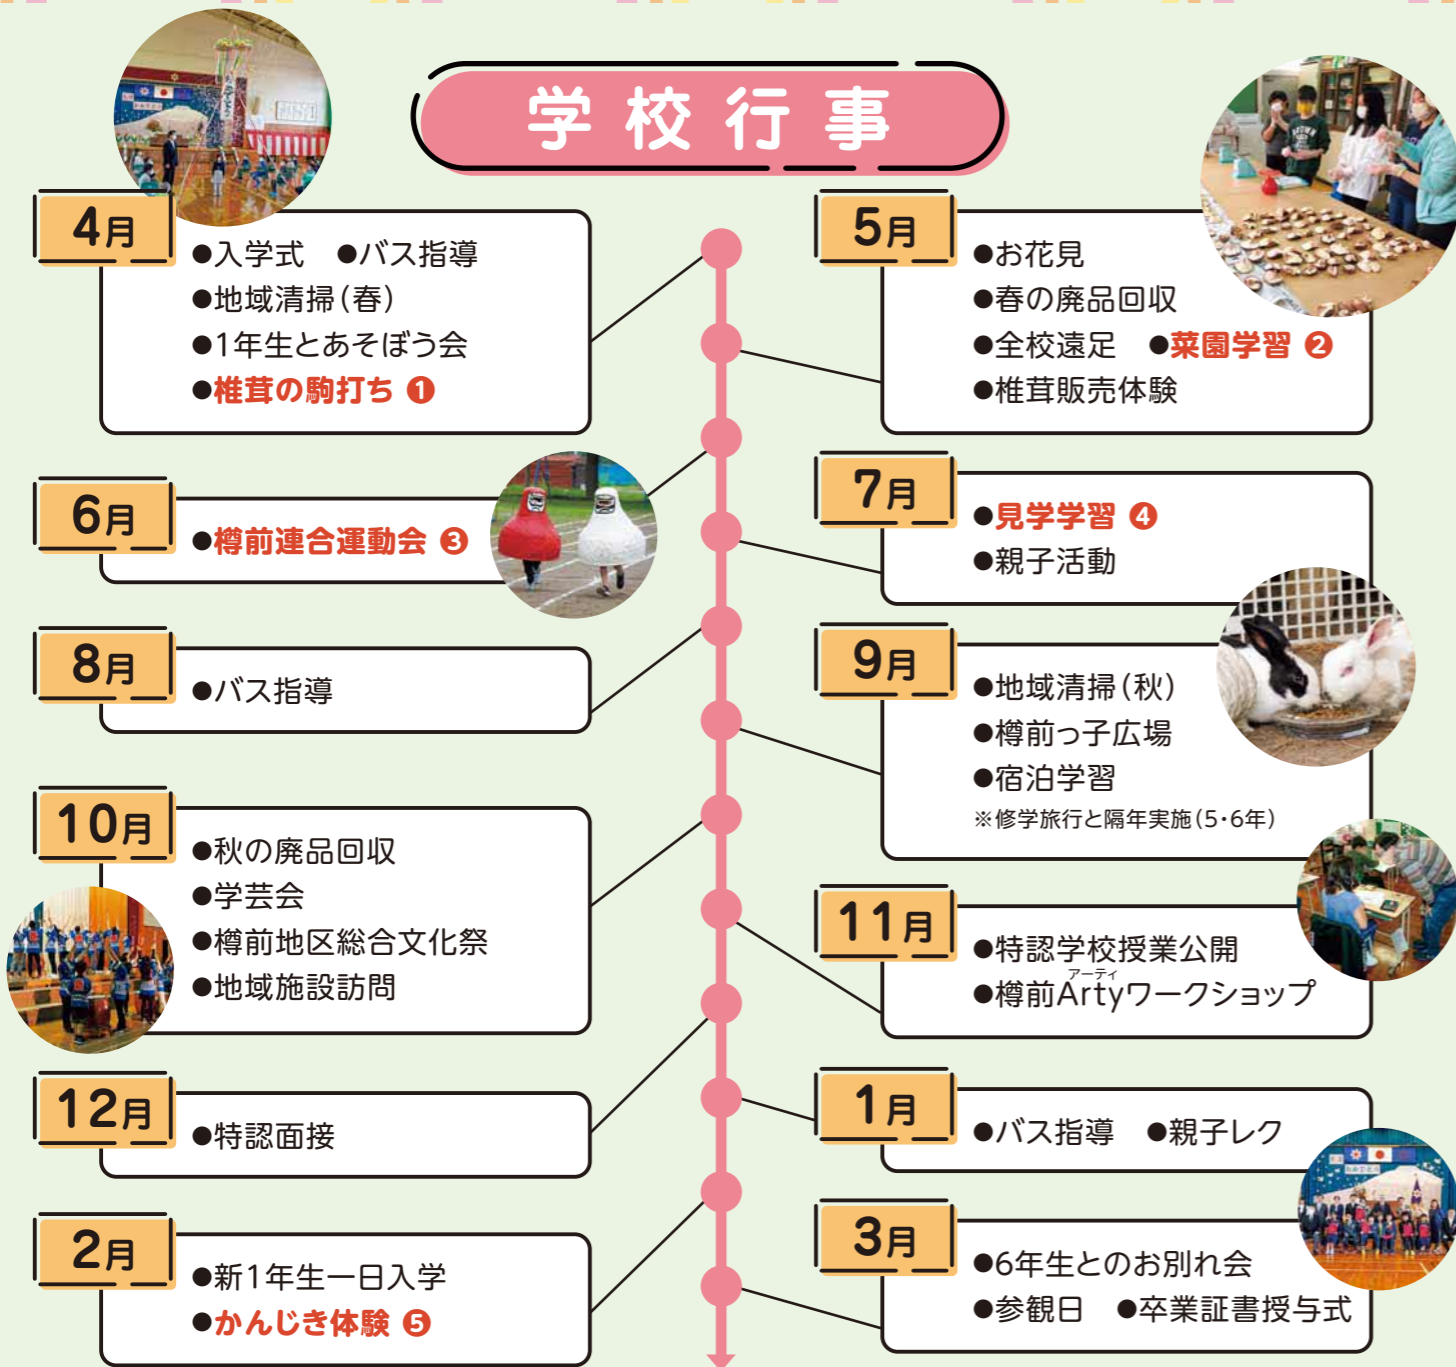 学校行事
4月
●入学式 ●バス指導
●地域清掃(春)
●1年生とあそぼう会
●椎茸の駒打ち ❶
5月
●お花見
●春の廃品回収
●全校遠足 ●菜園学習 ❷
●椎茸販売体験
6月
●樽前連合運動会 ❸
7月
●見学学習 ❹
●親子活動
8月
●バス指導
9月
●地域清掃(秋)
●樽前っ子広場
●宿泊学習
※修学旅行と隔年実施(5・6年)
10月
●秋の廃品回収
●学芸会
●樽前地区総合文化祭
●地域施設訪問
11月
●特認学校授業公開
アーティ
●樽前Artyワークショップ
12月
●特認面接
1月
●バス指導 ●親子レク
2月
●新1年生一日入学
●かんじき体験 ❺
3月
●6年生とのお別れ会
●参観日 ●卒業証書授与式